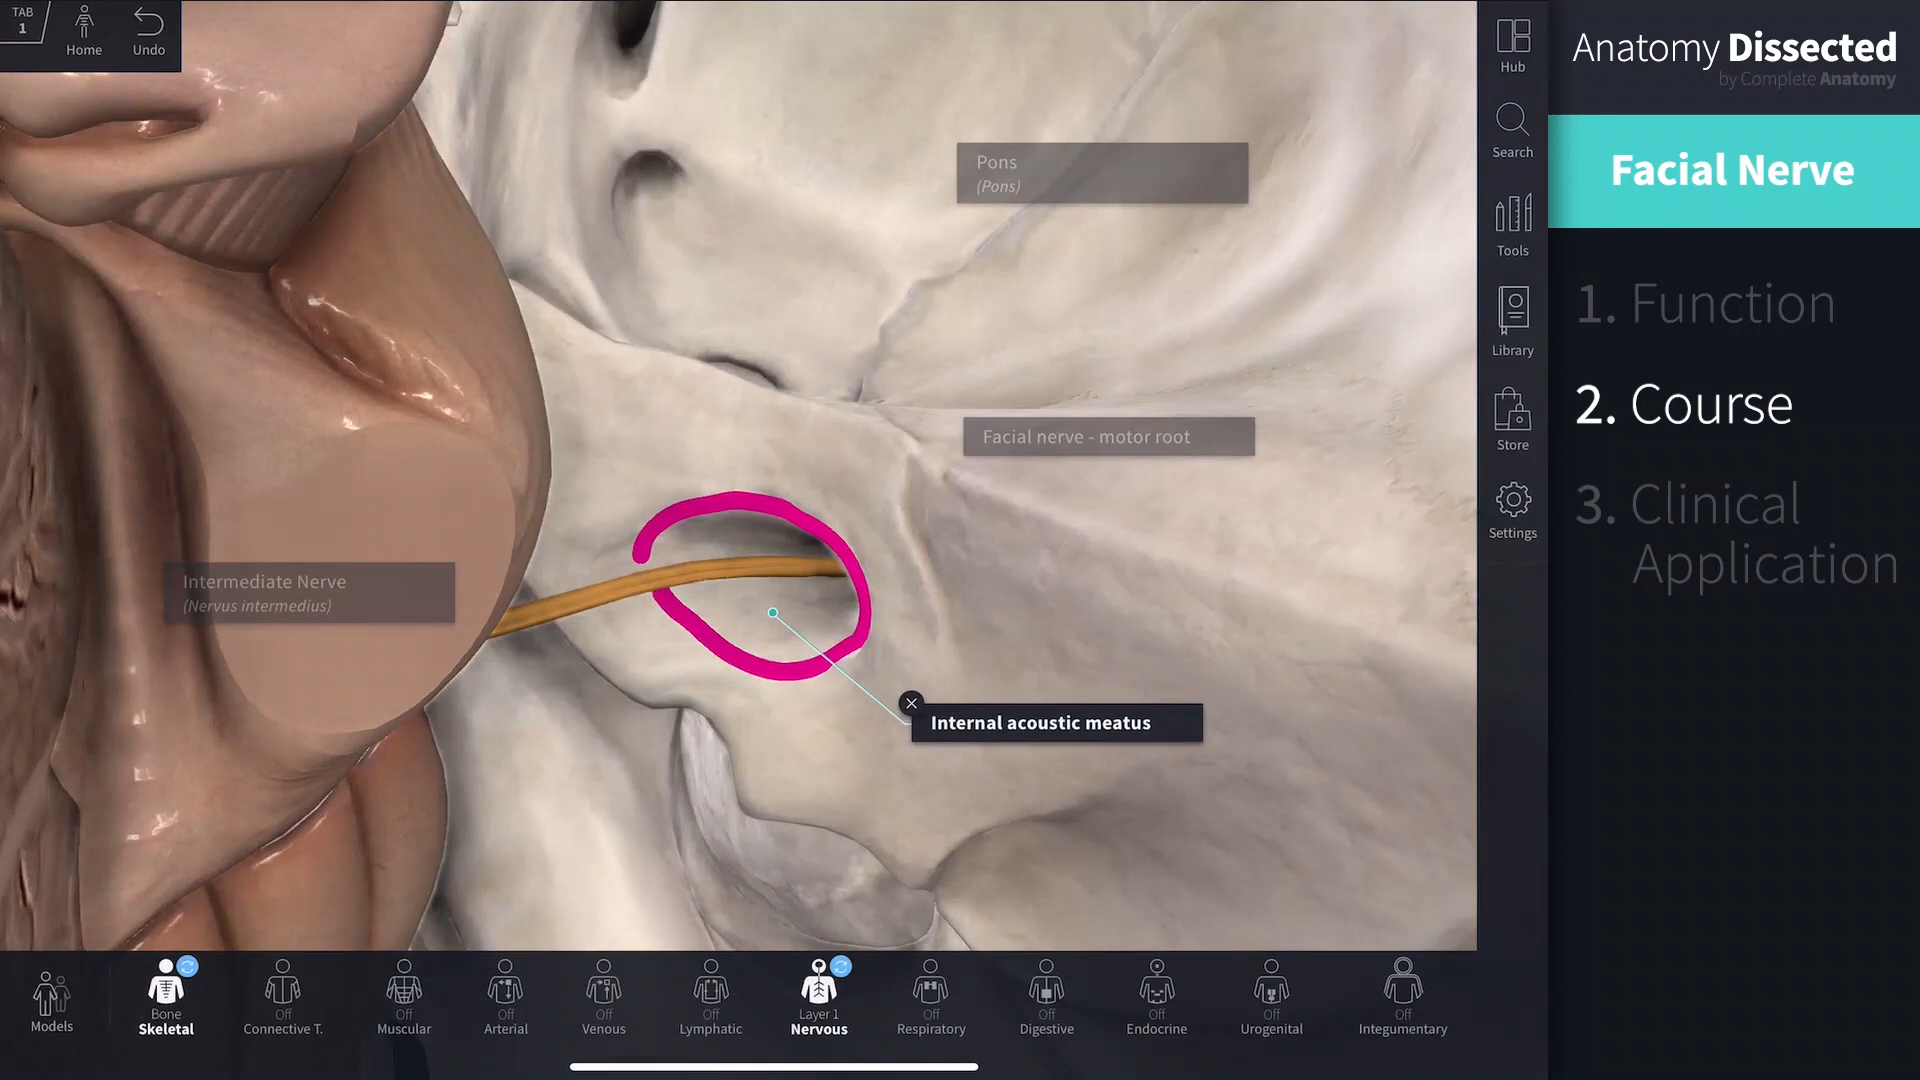 TAB
1
Home
Undo
Pons
(Pons)
Facial nerve - motor root
Intermediate Nerve
(Nervus intermedius)
Internal acoustic meatus
Hub
Search
Tools
Library
Store
Settings
Anatomy Dissected
by Complete Anatomy
Facial Nerve
1. Function
2. Course
3. Clinical
Application
Models
Bone
Skeletal
Off
Connective T.
Off
Muscular
Off
Arterial
Off
Venous
Off
Lymphatic
Layer 1
Nervous
Off
Respiratory
Off
Digestive
Off
Endocrine
Off
Urogenital
Off
Integumentary